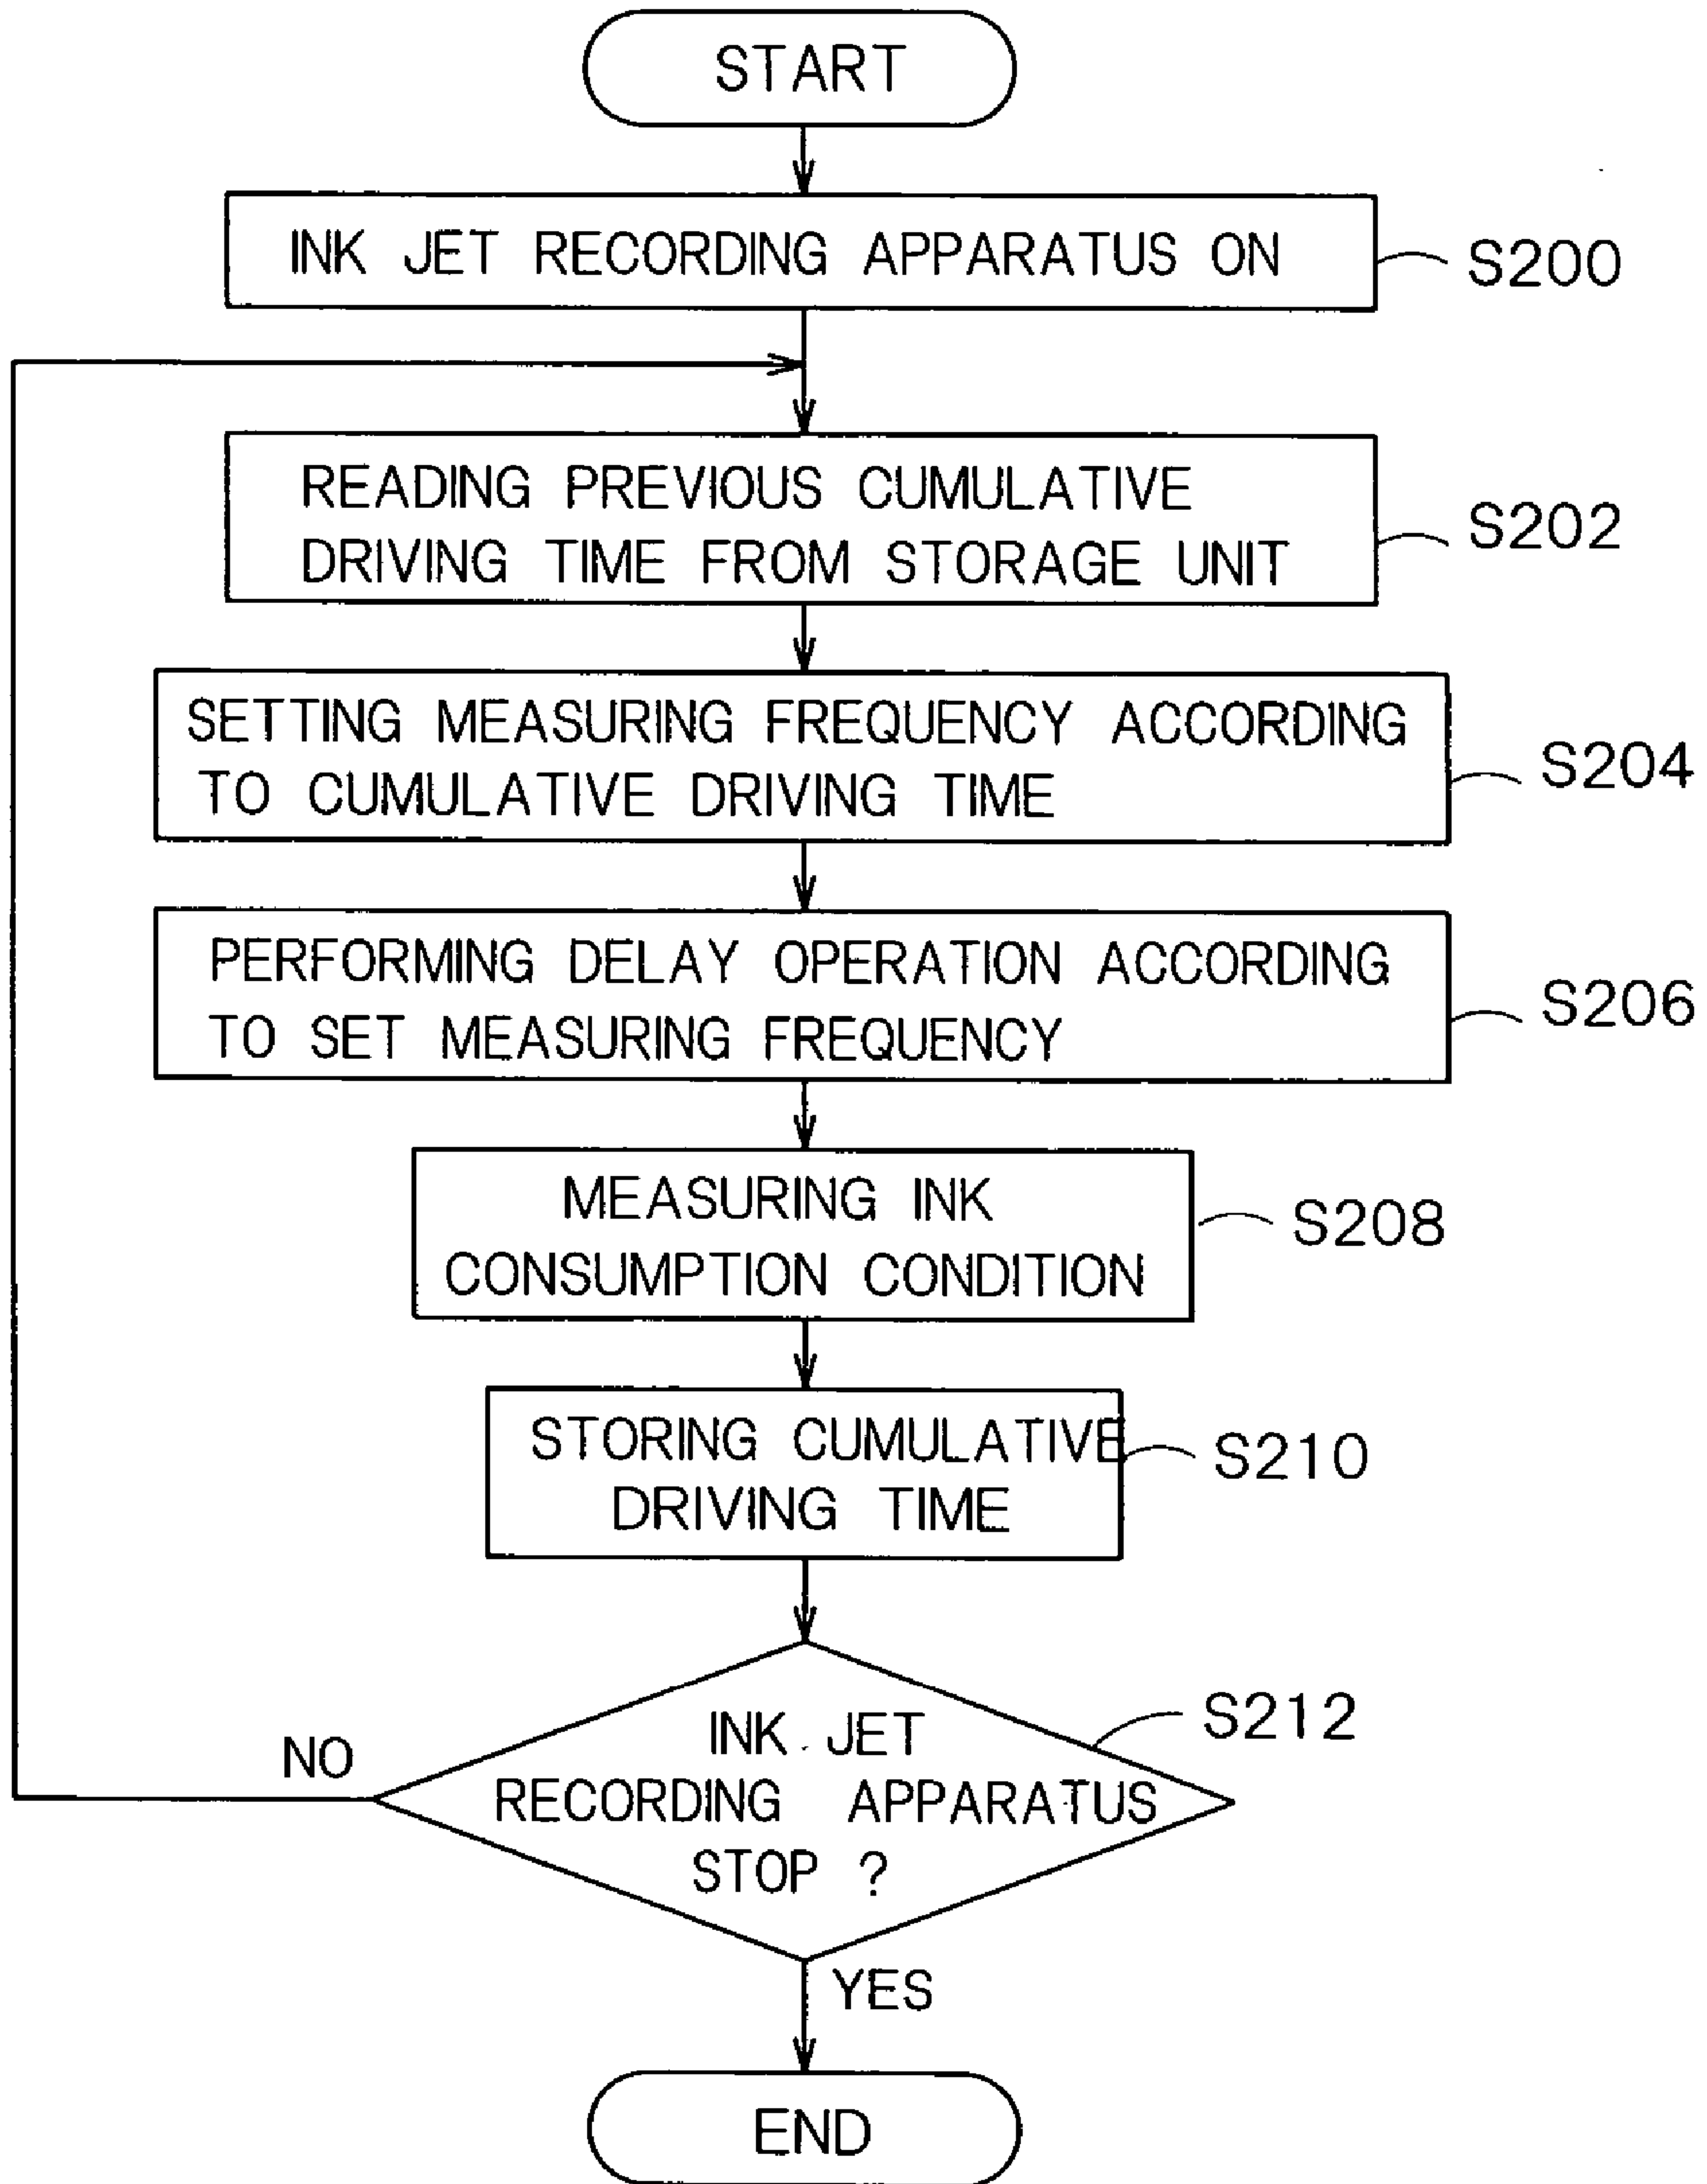 START
INK JET RECORDING APPARATUS ON
S200
READING PREVIOUS CUMULATIVE
DRIVING TIME FROM STORAGE UNIT
S202
SETTING MEASURING FREQUENCY ACCORDING
TO CUMULATIVE DRIVING TIME
S204
PERFORMING DELAY OPERATION ACCORDING
TO SET MEASURING FREQUENCY
S206
MEASURING INK
CONSUMPTION CONDITION
S208
STORING CUMULATIVE
DRIVING TIME
S210
INK JET
RECORDING APPARATUS
STOP ?
S212
NO
YES
END